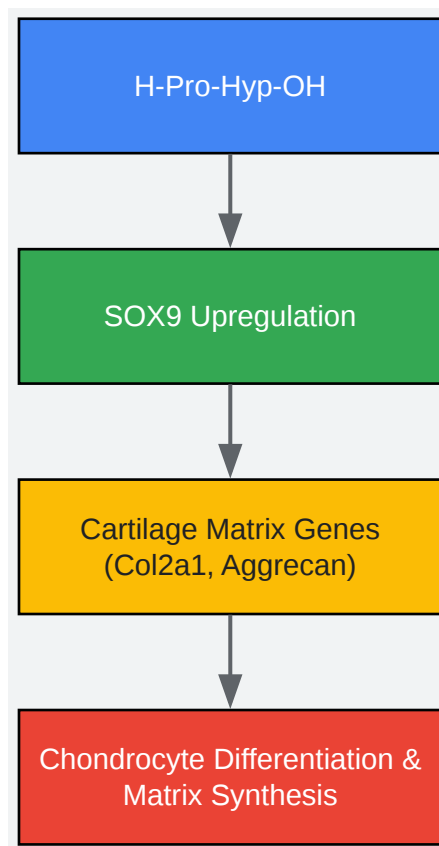 H-Pro-Hyp-OH
SOX9 Upregulation
Cartilage Matrix Genes
(Col2a1, Aggrecan)
Chondrocyte Differentiation &
Matrix Synthesis